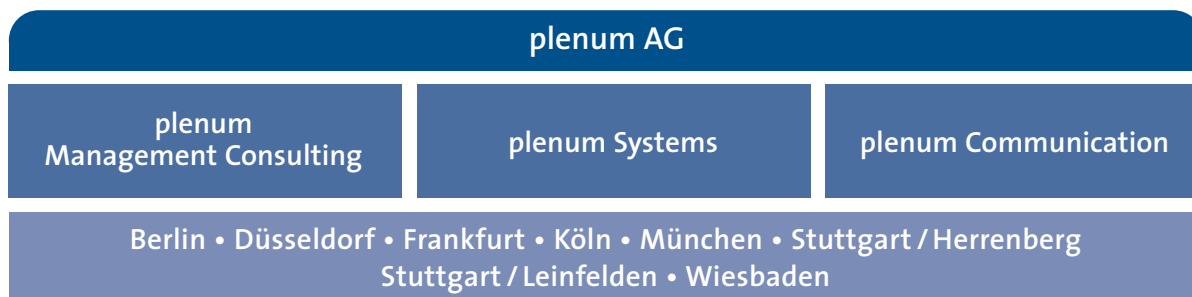 plenum AG
plenum
Management Consulting
plenum Systems
plenum Communication
Berlin • Düsseldorf • Frankfurt • Köln • München • Stuttgart / Herrenberg
Stuttgart / Leinfelden • Wiesbaden